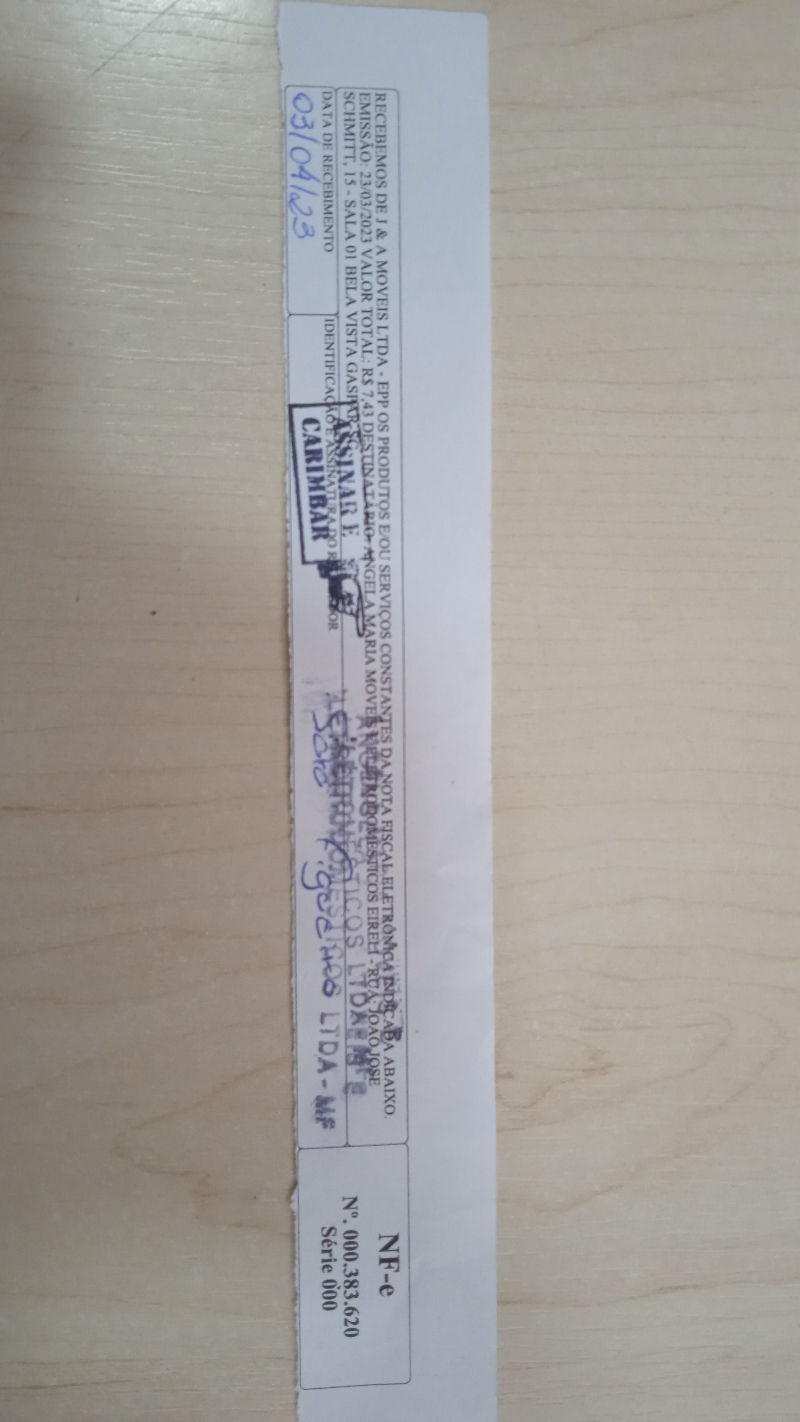 RECEBEMOS DE J & A MOVEIS LTDA - EPP OS PRODUTOS E/OU SERVIÇOS CONSTANTES DA NOTA FISCAL ELETRÔNICA INDICADA ABAIXO.
EMISSÃO: 23/03/2023 VALOR TOTAL: R$ 7,43 DESTINATÁRIO: ANGELA MARIA MOVEIS E ELETRODOMESTICOS EIRELI - RUA: JOAO JOSE
SCHMITT, 15 - SALA 01 BELA VISTA GASPAR-SC
DATA DE RECEBIMENTO
03/04/23
IDENTIFICAÇÃO E ASSINATURA DO RECEBEDOR
ASSINAR E
CARIMBAR
LTDA - ME
NF-e
Nº. 000.383.620
Série 000